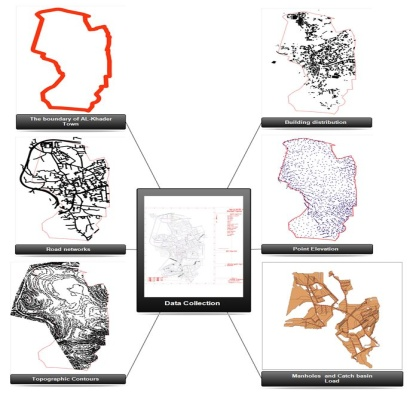 The boundary of AL-Khader
Town
Building distribution
Road networks
Point Elevation
Data Collection
Topographic Contours
Manholes and Catch basin
Load